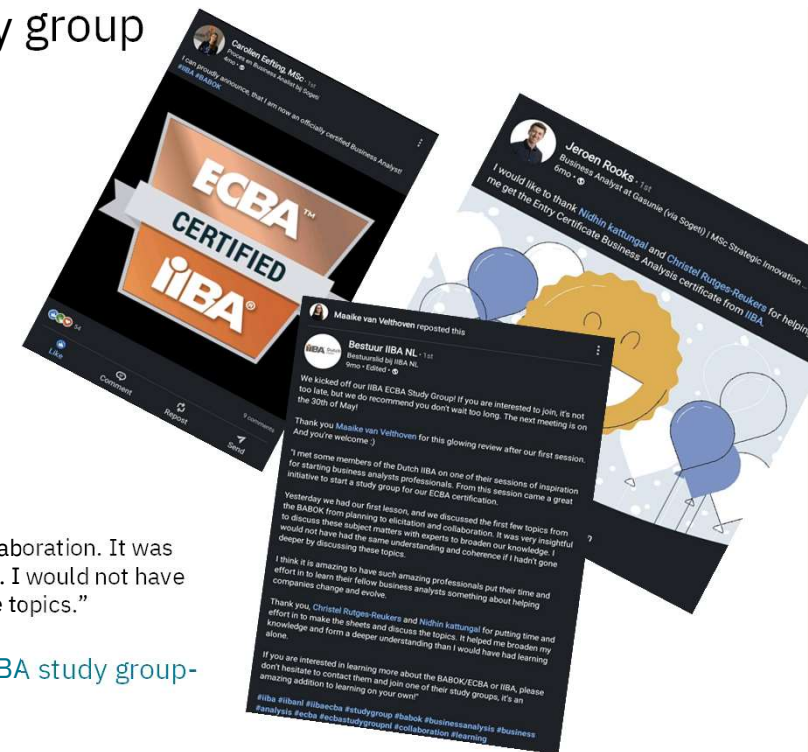 y group
Carolien Eefting, MSc · 1st
Proces en Business Analist bij Sogeti
4mo •
I can proudly announce, that I am now an officially certified Business Analyst!
#IIBA #BABOK
ECBA™
CERTIFIED
iiBA®
54
9 comments
Like
Comment
Repost
Send
Jeroen Rooks · 1st
Business Analyst at Gasunie (via Sogeti) | MSc Strategic Innovation ...
6mo •
I would like to thank Nidhin kattungal and Christel Rutges-Reukers for helping
me get the Entry Certificate Business Analysis certificate from IIBA.
Maaike van Velthoven reposted this
Bestuur IIBA NL · 1st
Bestuurslid bij IIBA NL
9mo • Edited •
We kicked off our IIBA ECBA Study Group! If you are interested to join, it's not
too late, but we do recommend you don't wait too long. The next meeting is on
the 30th of May!
Thank you Maaike van Velthoven for this glowing review after our first session.
And you're welcome :)
"I met some members of the Dutch IIBA on one of their sessions of inspiration
for starting business analysts professionals. From this session came a great
initiative to start a study group for our ECBA certification.
Yesterday we had our first lesson, and we discussed the first few topics from
the BABOK from planning to elicitation and collaboration. It was very insightful
to discuss these subject matters with experts to broaden our knowledge. I
would not have had the same understanding and coherence if I hadn't gone
deeper by discussing these topics.
I think it is amazing to have such amazing professionals put their time and
effort in to learn their fellow business analysts something about helping
companies change and evolve.
Thank you, Christel Rutges-Reukers and Nidhin kattungal for putting time and
effort in to make the sheets and discuss the topics. It helped me broaden my
knowledge and form a deeper understanding than I would have had learning
alone.
If you are interested in learning more about the BABOK/ECBA or IIBA, please
don't hesitate to contact them and join one of their study groups, it's an
amazing addition to learning on your own!"
#iiba #iibanl #iibaecba #studygroup #babok #businessanalysis #business
#analysis #ecba #ecbastudygroupnl #collaboration #learning
aboration. It was
. I would not have
e topics.”
BA study group-